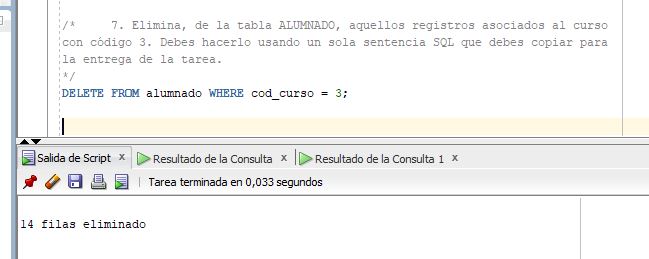 /* 7. Elimina, de la tabla ALUMNADO, aquellos registros asociados al curso
con código 3. Debes hacerlo usando un sola sentencia SQL que debes copiar para
la entrega de la tarea.
*/
DELETE FROM alumnado WHERE cod_curso = 3;
Salida de Script x Resultado de la Consulta x Resultado de la Consulta 1 x
Tarea terminada en 0,033 segundos
14 filas eliminado